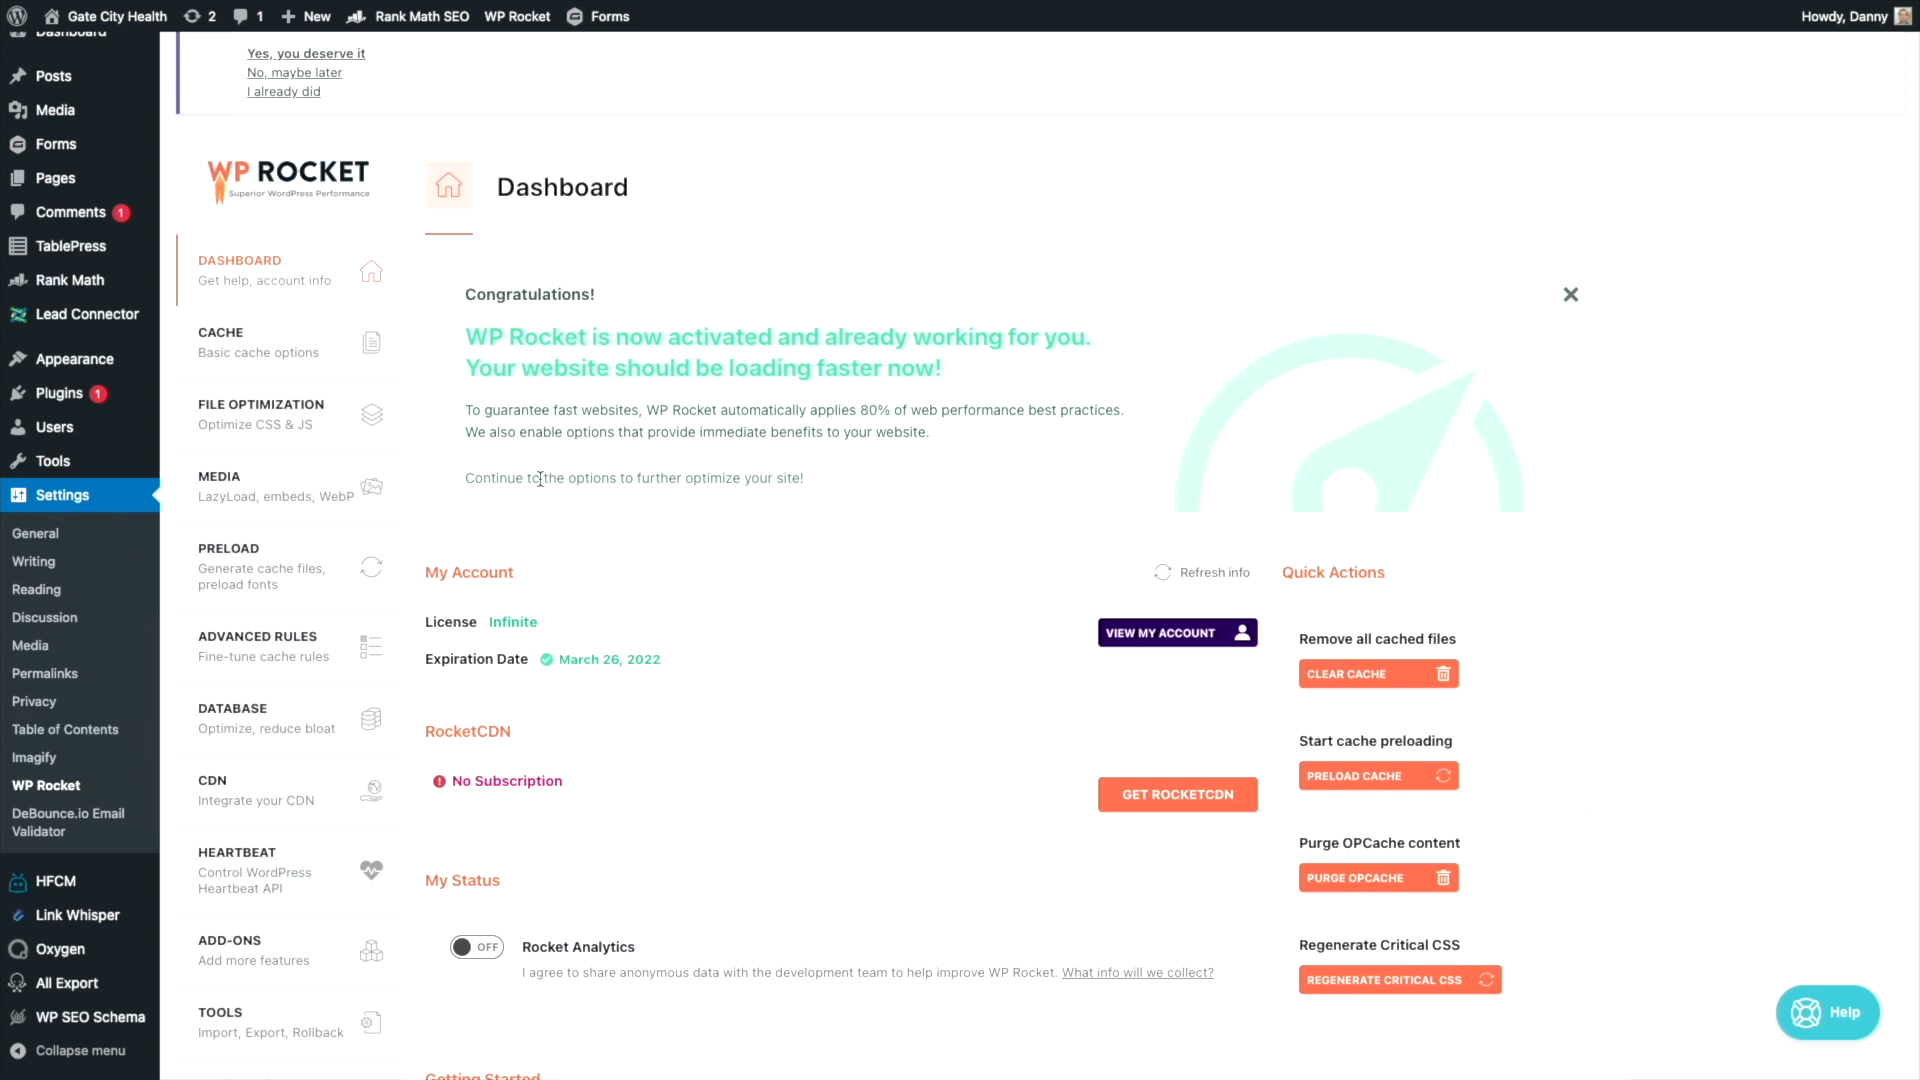 Gate City Health
2
1
New
Rank Math SEO
WP Rocket
Forms
Howdy, Danny
Dashboard
Posts
Media
Forms
Pages
Comments 1
TablePress
Rank Math
Lead Connector
Appearance
Plugins 1
Users
Tools
Settings
General
Writing
Reading
Discussion
Media
Permalinks
Privacy
Table of Contents
Imagify
WP Rocket
DeBounce.io Email
Validator
HFCM
Link Whisper
Oxygen
All Export
WP SEO Schema
Collapse menu
Yes, you deserve it
No, maybe later
I already did
WP ROCKET
Superior WordPress Performance
DASHBOARD
Get help, account info
CACHE
Basic cache options
FILE OPTIMIZATION
Optimize CSS & JS
MEDIA
LazyLoad, embeds, WebP
PRELOAD
Generate cache files,
preload fonts
ADVANCED RULES
Fine-tune cache rules
DATABASE
Optimize, reduce bloat
CDN
Integrate your CDN
HEARTBEAT
Control WordPress
Heartbeat API
ADD-ONS
Add more features
TOOLS
Import, Export, Rollback
Dashboard
Congratulations!
WP Rocket is now activated and already working for you.
Your website should be loading faster now!
To guarantee fast websites, WP Rocket automatically applies 80% of web performance best practices.
We also enable options that provide immediate benefits to your website.
Continue to the options to further optimize your site!
My Account
Refresh info
License Infinite
VIEW MY ACCOUNT
Expiration Date March 26, 2022
RocketCDN
No Subscription
GET ROCKETCDN
My Status
OFF
Rocket Analytics
I agree to share anonymous data with the development team to help improve WP Rocket. What info will we collect?
Getting Started
Quick Actions
Remove all cached files
CLEAR CACHE
Start cache preloading
PRELOAD CACHE
Purge OPCache content
PURGE OPCACHE
Regenerate Critical CSS
REGENERATE CRITICAL CSS
Help